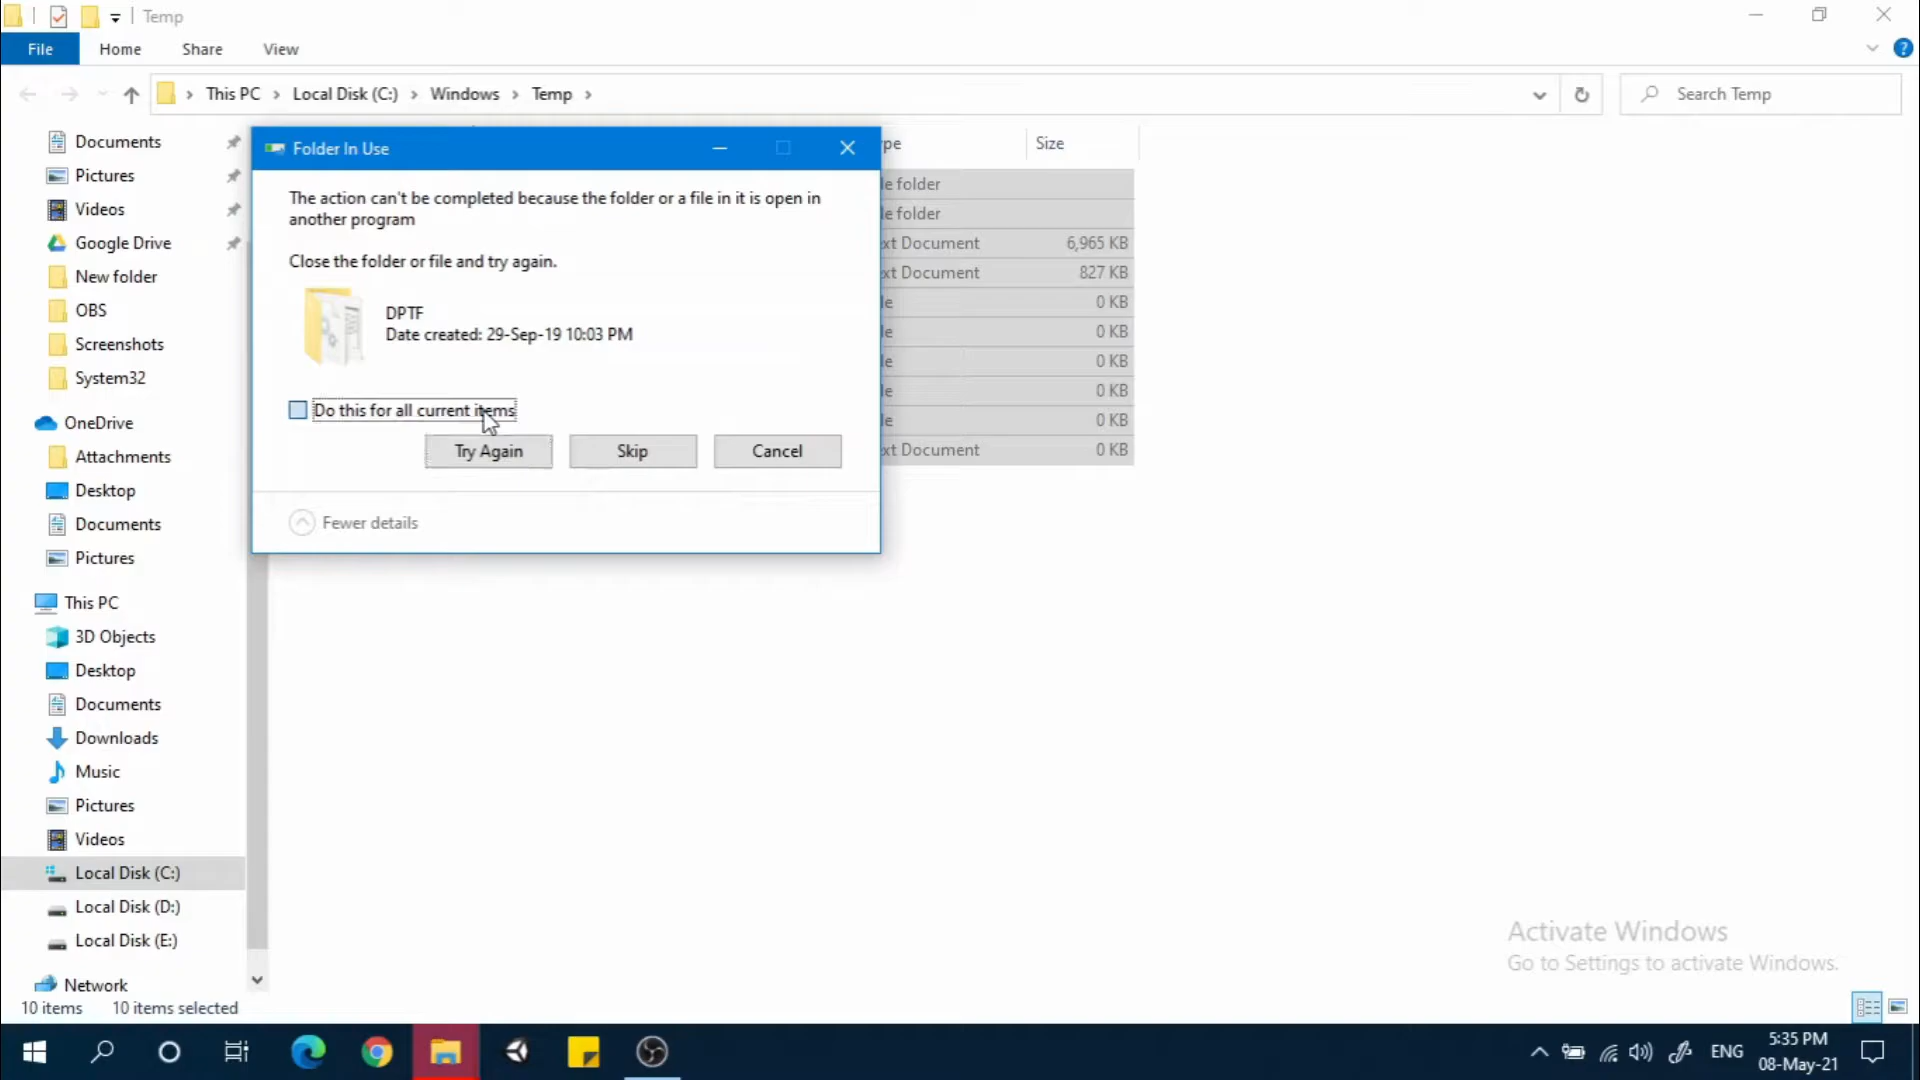 Temp
File Home Share View
This PC Local Disk (C:) Windows Temp
Search Temp
Documents
Pictures
Videos
Google Drive
New folder
OBS
Screenshots
System32
OneDrive
Attachments
Desktop
Documents
Pictures
This PC
3D Objects
Desktop
Documents
Downloads
Music
Pictures
Videos
Local Disk (C:)
Local Disk (D:)
Local Disk (E:)
Network
Folder In Use
The action can't be completed because the folder or a file in it is open in
another program
Close the folder or file and try again.
DPTF
Date created: 29-Sep-19 10:03 PM
Do this for all current items
Try Again Skip Cancel
Fewer details
pe Size
le folder
le folder
xt Document 6,965 KB
xt Document 827 KB
le 0 KB
le 0 KB
le 0 KB
le 0 KB
le 0 KB
xt Document 0 KB
Activate Windows
Go to Settings to activate Windows.
10 items 10 items selected
ENG
5:35 PM
08-May-21